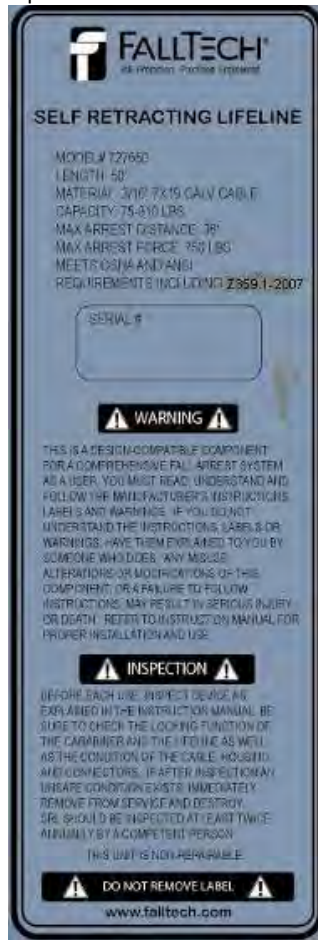 FALLTECH
SELF RETRACTING LIFELINE
MODEL# 727650
LENGTH: 50'
MATERIAL: 3/16" 7X19 GALV CABLE
CAPACITY: 75-310 LBS
MAX ARREST DISTANCE: 36"
MAX ARREST FORCE: 750 LBS
MEETS OSHA AND ANSI
REQUIREMENTS INCLUDING Z359.1-2007
SERIAL #
WARNING
THIS IS A DESIGN-COMPATIBLE COMPONENT
FOR A COMPREHENSIVE FALL ARREST SYSTEM
AS A USER, YOU MUST READ, UNDERSTAND AND
FOLLOW THE MANUFACTURER'S INSTRUCTIONS,
LABELS AND WARNINGS. IF YOU DO NOT
UNDERSTAND THE INSTRUCTIONS, LABELS OR
WARNINGS, HAVE THEM EXPLAINED TO YOU BY
SOMEONE WHO DOES. ANY MISUSE,
ALTERATIONS OR MODIFICATIONS OF THIS
COMPONENT, OR A FAILURE TO FOLLOW
INSTRUCTIONS, MAY RESULT IN SERIOUS INJURY
OR DEATH. REFER TO INSTRUCTION MANUAL FOR
PROPER INSTALLATION AND USE.
INSPECTION
BEFORE EACH USE, INSPECT DEVICE AS
EXPLAINED IN THE INSTRUCTION MANUAL. BE
SURE TO CHECK THE LOCKING FUNCTION OF
THE CARABINER AND THE LIFELINE AS WELL
AS THE CONDITION OF THE CABLE, HOUSING
AND CONNECTORS. IF AFTER INSPECTION AN
UNSAFE CONDITION EXISTS, IMMEDIATELY
REMOVE FROM SERVICE AND DESTROY.
SRL SHOULD BE INSPECTED AT LEAST TWICE
ANNUALLY BY A COMPETENT PERSON
THIS UNIT IS NON-REPAIRABLE
DO NOT REMOVE LABEL
www.falltech.com